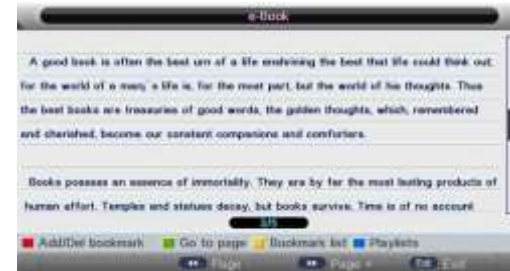 e-Book
A good book is often the best urn of a life enshrining the best that life could think out;
for the world of a man's life is, for the most part, but the world of his thoughts. Thus
the best books are treasuries of good words, the golden thoughts, which, remembered
and cherished, become our constant companions and comforters.
Books possess an essence of immortality. They are by far the most lasting products of
human effort. Temples and statues decay, but books survive. Time is of no account
3/5
Add/Del bookmark Go to page Bookmark list Playlists
Page - Page + Exit Exit